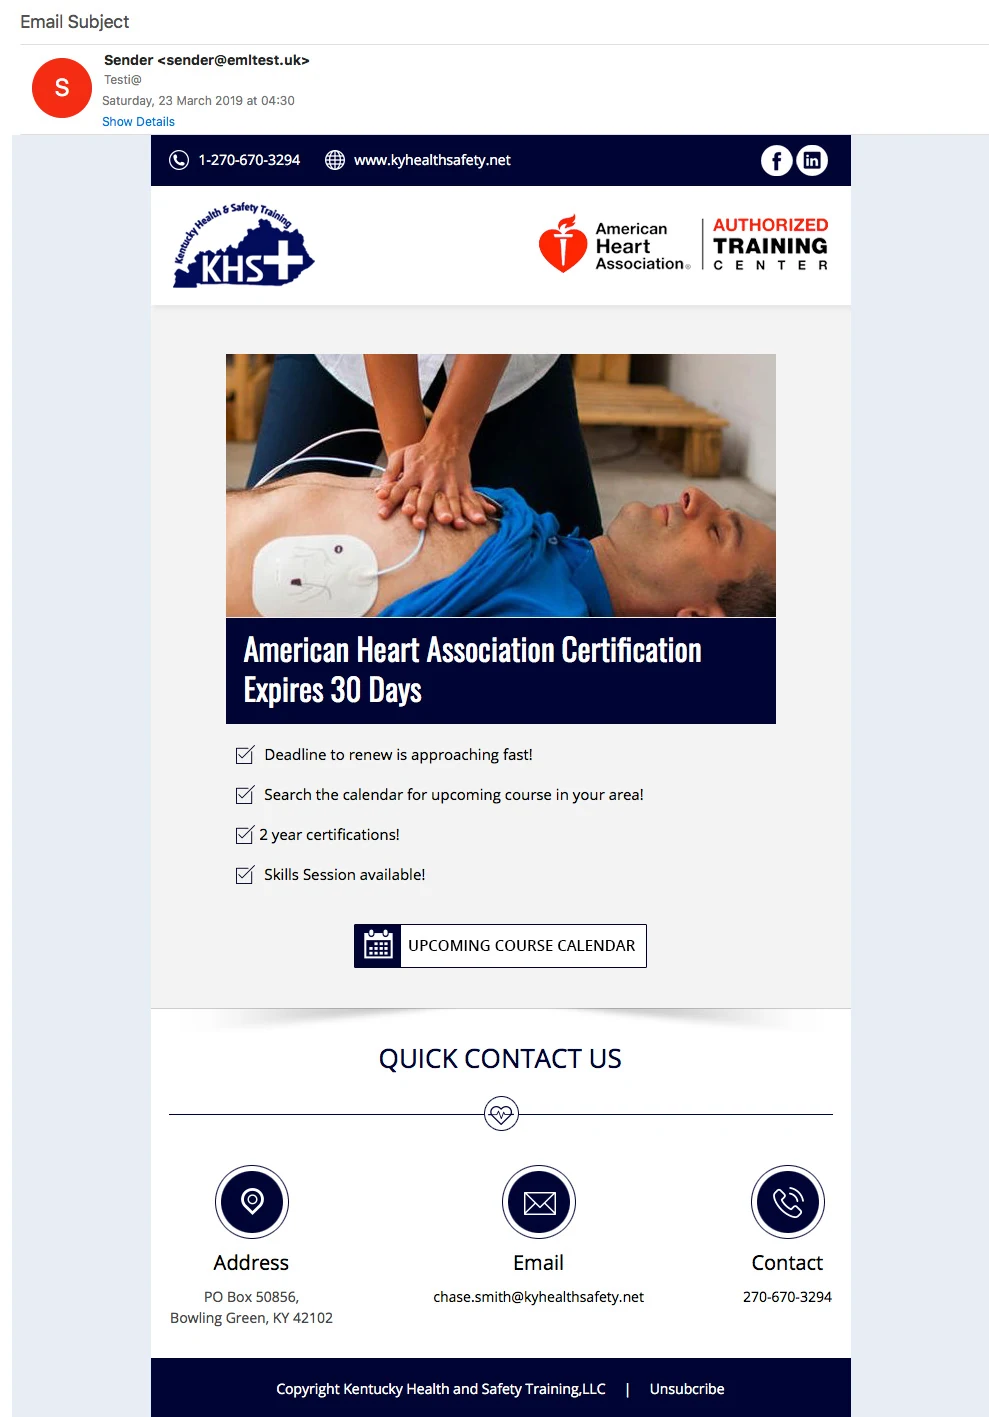 Email Subject
S
Sender <sender@emltest.uk>
Testi@
Saturday, 23 March 2019 at 04:30
Show Details
1-270-670-3294 www.kyhealthsafety.net f in
Kentucky Health & Safety Training
KHS
American Heart Association®
AUTHORIZED TRAINING CENTER
American Heart Association Certification
Expires 30 Days
Deadline to renew is approaching fast!
Search the calendar for upcoming course in your area!
2 year certifications!
Skills Session available!
UPCOMING COURSE CALENDAR
QUICK CONTACT US
Address
PO Box 50856,
Bowling Green, KY 42102
Email
chase.smith@kyhealthsafety.net
Contact
270-670-3294
Copyright Kentucky Health and Safety Training,LLC | Unsubcribe